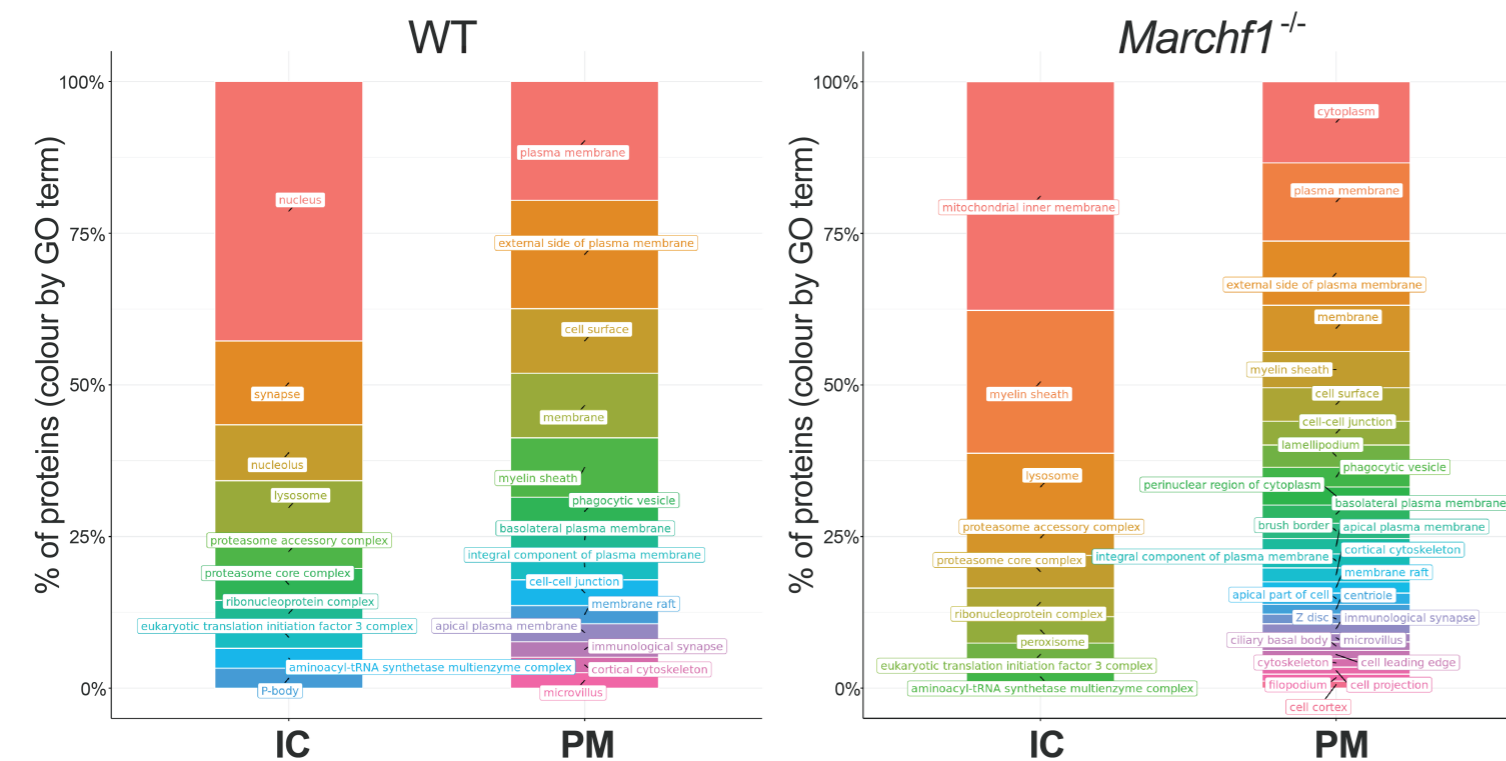 WT
% of proteins (colour by GO term)
100%
75%
50%
25%
0%
nucleus
synapse
nucleolus
lysosome
proteasome accessory complex
proteasome core complex
ribonucleoprotein complex
eukaryotic translation initiation factor 3 complex
aminoacyl-tRNA synthetase multienzyme complex
P-body
plasma membrane
external side of plasma membrane
cell surface
membrane
myelin sheath
phagocytic vesicle
basolateral plasma membrane
integral component of plasma membrane
cell-cell junction
membrane raft
apical plasma membrane
immunological synapse
cortical cytoskeleton
microvillus
IC
PM
Marchf1 -/-
% of proteins (colour by GO term)
100%
75%
50%
25%
0%
mitochondrial inner membrane
myelin sheath
lysosome
proteasome accessory complex
proteasome core complex
ribonucleoprotein complex
peroxisome
eukaryotic translation initiation factor 3 complex
aminoacyl-tRNA synthetase multienzyme complex
cytoplasm
plasma membrane
external side of plasma membrane
membrane
myelin sheath
cell surface
cell-cell junction
lamellipodium
phagocytic vesicle
perinuclear region of cytoplasm
basolateral plasma membrane
brush border
apical plasma membrane
cortical cytoskeleton
integral component of plasma membrane
membrane raft
apical part of cell
centriole
Z disc
immunological synapse
ciliary basal body
microvillus
cytoskeleton
cell leading edge
filopodium
cell projection
cell cortex
IC
PM